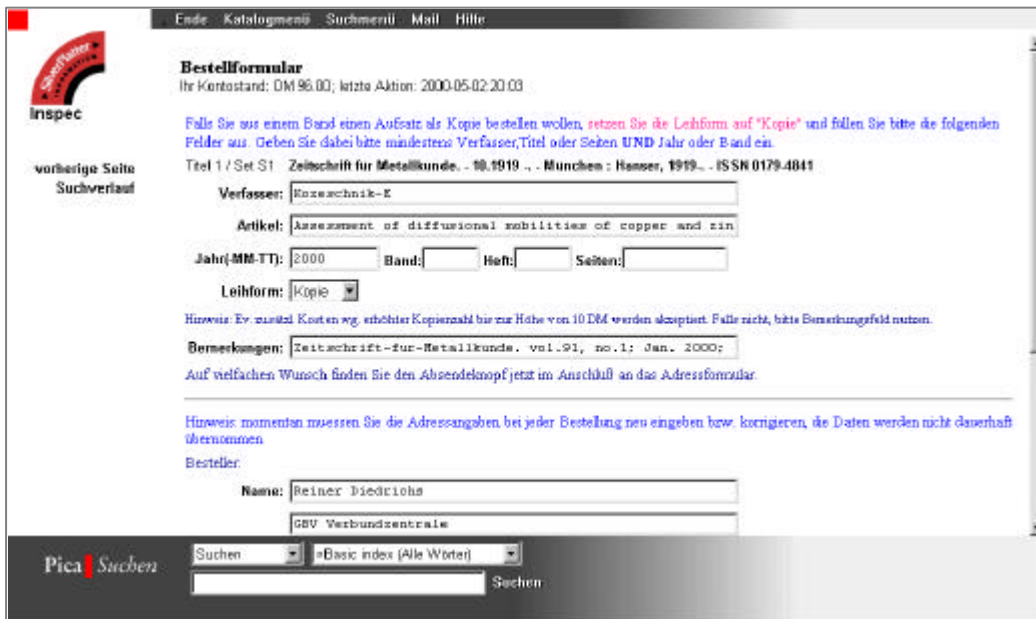 Ende Katalogmenü Suchmenü Mail Hilfe
SilverPlatter
INFORMATION
Inspec
vorherige Seite
Suchverlauf
Bestellformular
Ihr Kontostand: DM 96.00; letzte Aktion: 2000-05-02:20:03
Falls Sie aus einem Band einen Aufsatz als Kopie bestellen wollen, setzen Sie die Leihform auf "Kopie" und füllen Sie bitte die folgenden
Felder aus. Geben Sie dabei bitte mindestens Verfasser,Titel oder Seiten UND Jahr oder Band ein.
Titel 1 / Set S1 Zeitschrift fur Metallkunde. - 10.1919 -. - Munchen : Hanser, 1919-. - ISSN 0179-4841
Verfasser: Kozeschnik-E
Artikel: Assessment of diffusional mobilities of copper and zin
Jahr(-MM-TT): 2000 Band: Heft: Seiten:
Leihform: Kopie
Hinweis: Ev. zusätzl. Kosten wg. erhöhter Kopienzahl bis zur Höhe von 10 DM werden akzeptiert. Falls nicht, bitte Bemerkungsfeld nutzen.
Bemerkungen: Zeitschrift-fur-Metallkunde. vol.91, no.1; Jan. 2000;
Auf vielfachen Wunsch finden Sie den Absendeknopf jetzt im Anschluß an das Adressformular.
Hinweis: momentan muessen Sie die Adressangaben bei jeder Bestellung neu eingeben bzw. korrigieren, die Daten werden nicht dauerhaft
übernommen
Besteller:
Name: Reiner Diedrichs
GBV Verbundzentrale
Pica Suchen
Suchen =Basic index (Alle Wörter)
Suchen